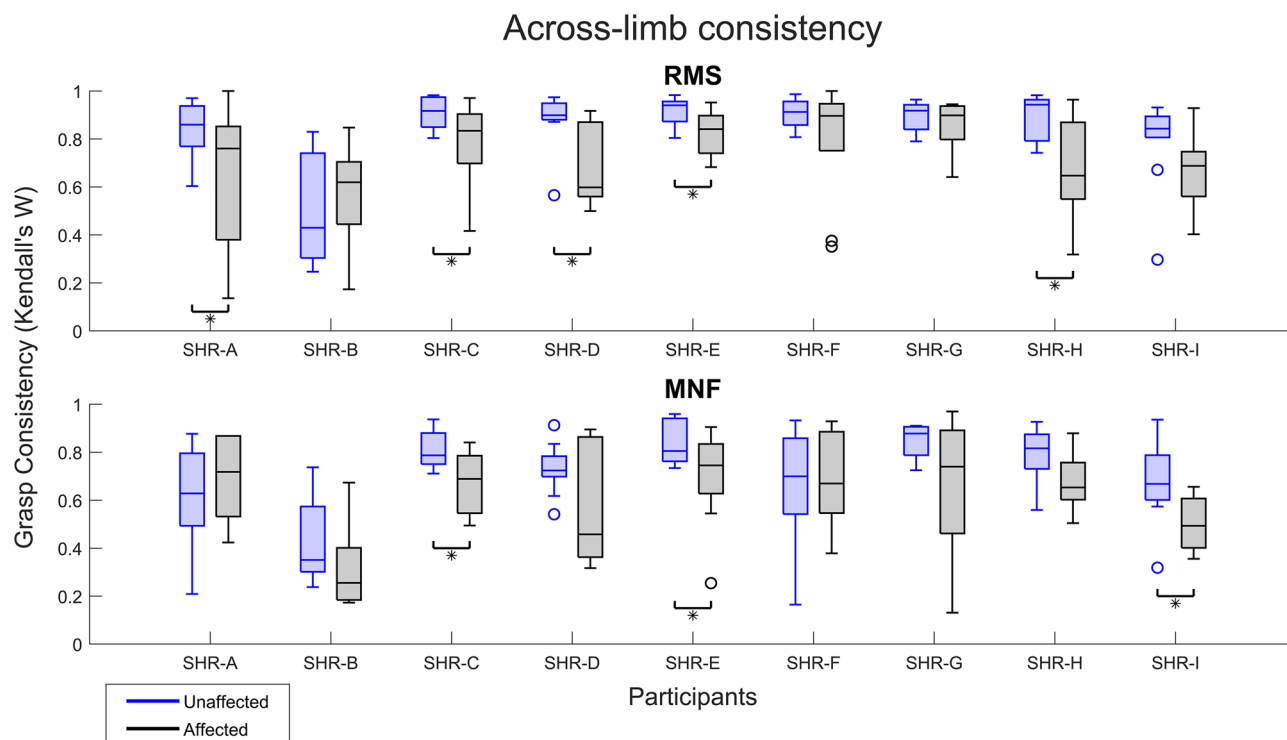 Across-limb consistency
RMS
1
0.8
0.6
0.4
0.2
0
SHR-A SHR-B SHR-C SHR-D SHR-E SHR-F SHR-G SHR-H SHR-I
Grasp Consistency (Kendall's W)
MNF
1
0.8
0.6
0.4
0.2
0
SHR-A SHR-B SHR-C SHR-D SHR-E SHR-F SHR-G SHR-H SHR-I
Participants
Unaffected
Affected